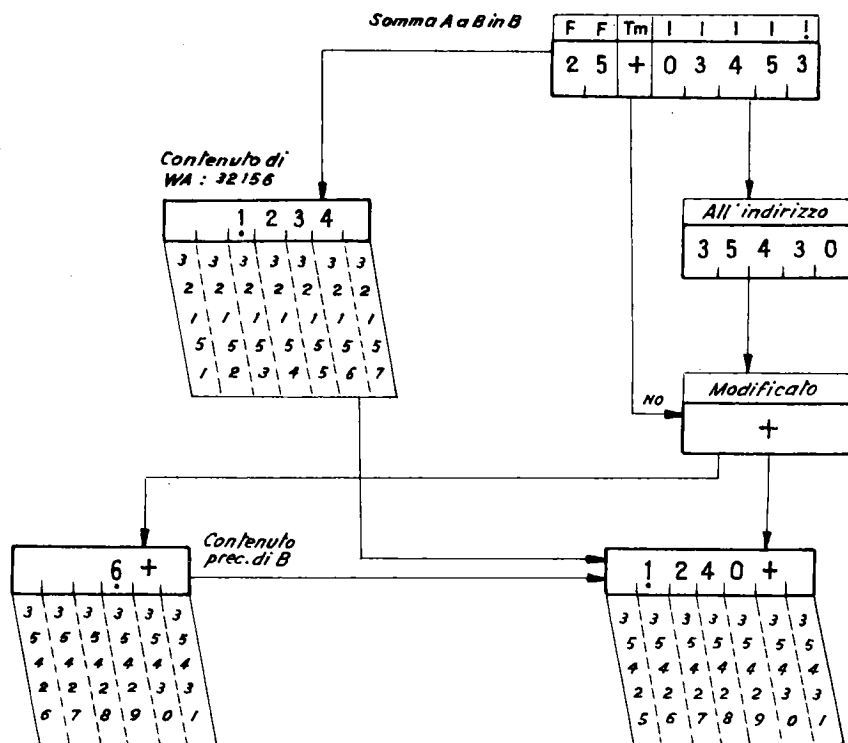 Somma A a B in B
F F Tm I I I I !
2 5 + 0 3 4 5 3
Contenuto di
WA : 32156
1 2 3 4
3 3 3 3 3 3 3
2 2 2 2 2 2 2
1 1 1 1 1 1 1
5 5 5 5 5 5 5
1 2 3 4 5 6 7
All' indirizzo
3 5 4 3 0
Modificato
NO
+
6 +
Contenuto
prec. di B
1 2 4 0 +
3 3 3 3 3 3
5 5 5 5 5 5
4 4 4 4 4 4
2 2 2 2 3 3
6 7 8 9 0 1
3 3 3 3 3 3 3
5 5 5 5 5 5 5
4 4 4 4 4 4 4
2 2 2 2 2 3 3
5 6 7 8 9 0 1